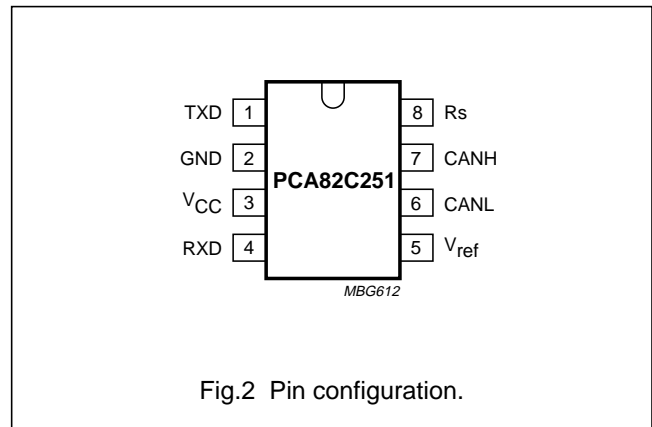 TXD 1 8 Rs
GND 2 7 CANH
PCA82C251
VCC 3 6 CANL
RXD 4 5 Vref
MBG612
Fig.2 Pin configuration.